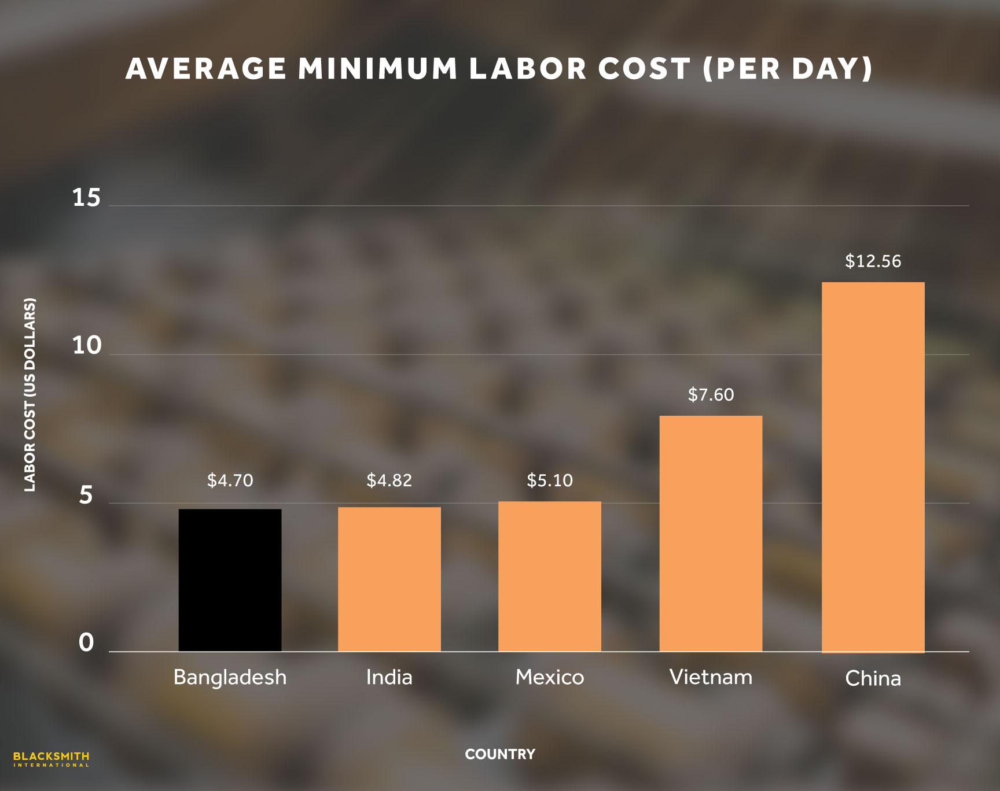 AVERAGE MINIMUM LABOR COST (PER DAY)
15
10
5
0
LABOR COST (US DOLLARS)
$4.70
$4.82
$5.10
$7.60
$12.56
Bangladesh
India
Mexico
Vietnam
China
COUNTRY
BLACKSMITH
INTERNATIONAL